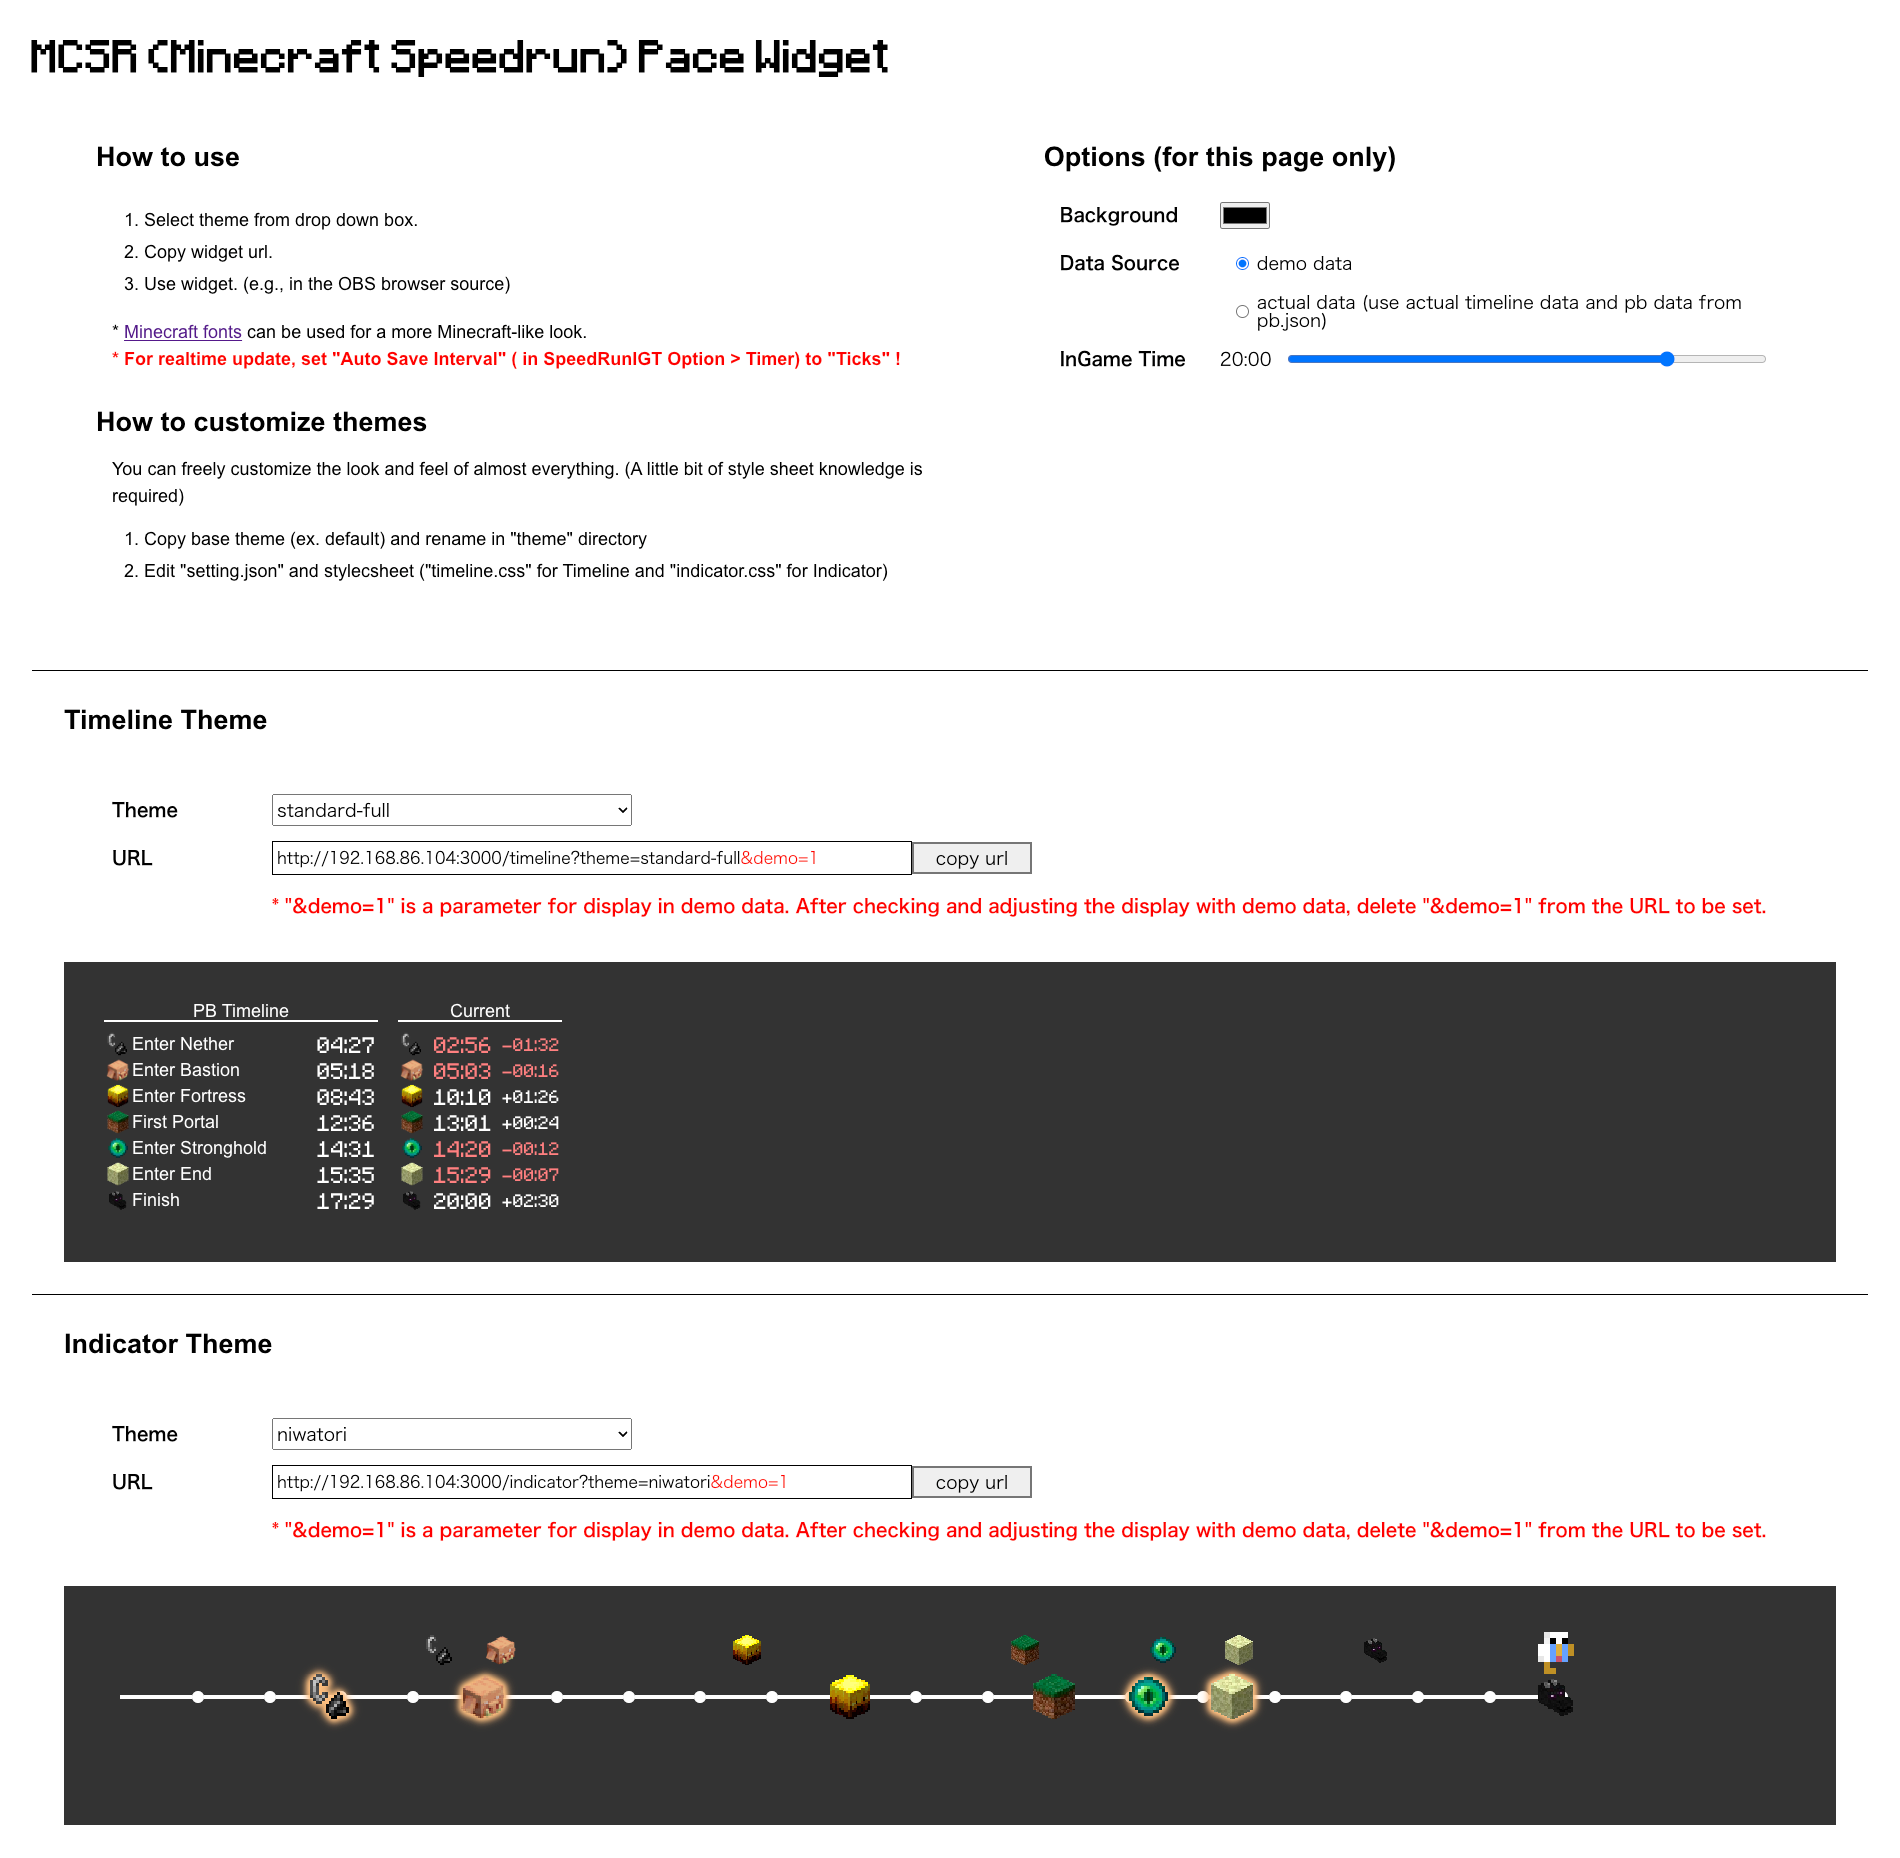 MCSR (Minecraft Speedrun) Pace Widget
How to use
1. Select theme from drop down box.
2. Copy widget url.
3. Use widget. (e.g., in the OBS browser source)
* Minecraft fonts can be used for a more Minecraft-like look.
* For realtime update, set "Auto Save Interval" ( in SpeedRunIGT Option > Timer) to "Ticks" !
How to customize themes
You can freely customize the look and feel of almost everything. (A little bit of style sheet knowledge is
required)
1. Copy base theme (ex. default) and rename in "theme" directory
2. Edit "setting.json" and stylecsheet ("timeline.css" for Timeline and "indicator.css" for Indicator)
Options (for this page only)
Background
Data Source demo data
actual data (use actual timeline data and pb data from
pb.json)
InGame Time 20:00
Timeline Theme
Theme standard-full
URL http://192.168.86.104:3000/timeline?theme=standard-full&demo=1 copy url
* "&demo=1" is a parameter for display in demo data. After checking and adjusting the display with demo data, delete "&demo=1" from the URL to be set.
PB Timeline Current
Enter Nether 04:27 02:56 -01:32
Enter Bastion 05:18 05:03 -00:16
Enter Fortress 08:43 10:10 +01:26
First Portal 12:36 13:01 +00:24
Enter Stronghold 14:31 14:20 -00:12
Enter End 15:35 15:29 -00:07
Finish 17:29 20:00 +02:30
Indicator Theme
Theme niwatori
URL http://192.168.86.104:3000/indicator?theme=niwatori&demo=1 copy url
* "&demo=1" is a parameter for display in demo data. After checking and adjusting the display with demo data, delete "&demo=1" from the URL to be set.